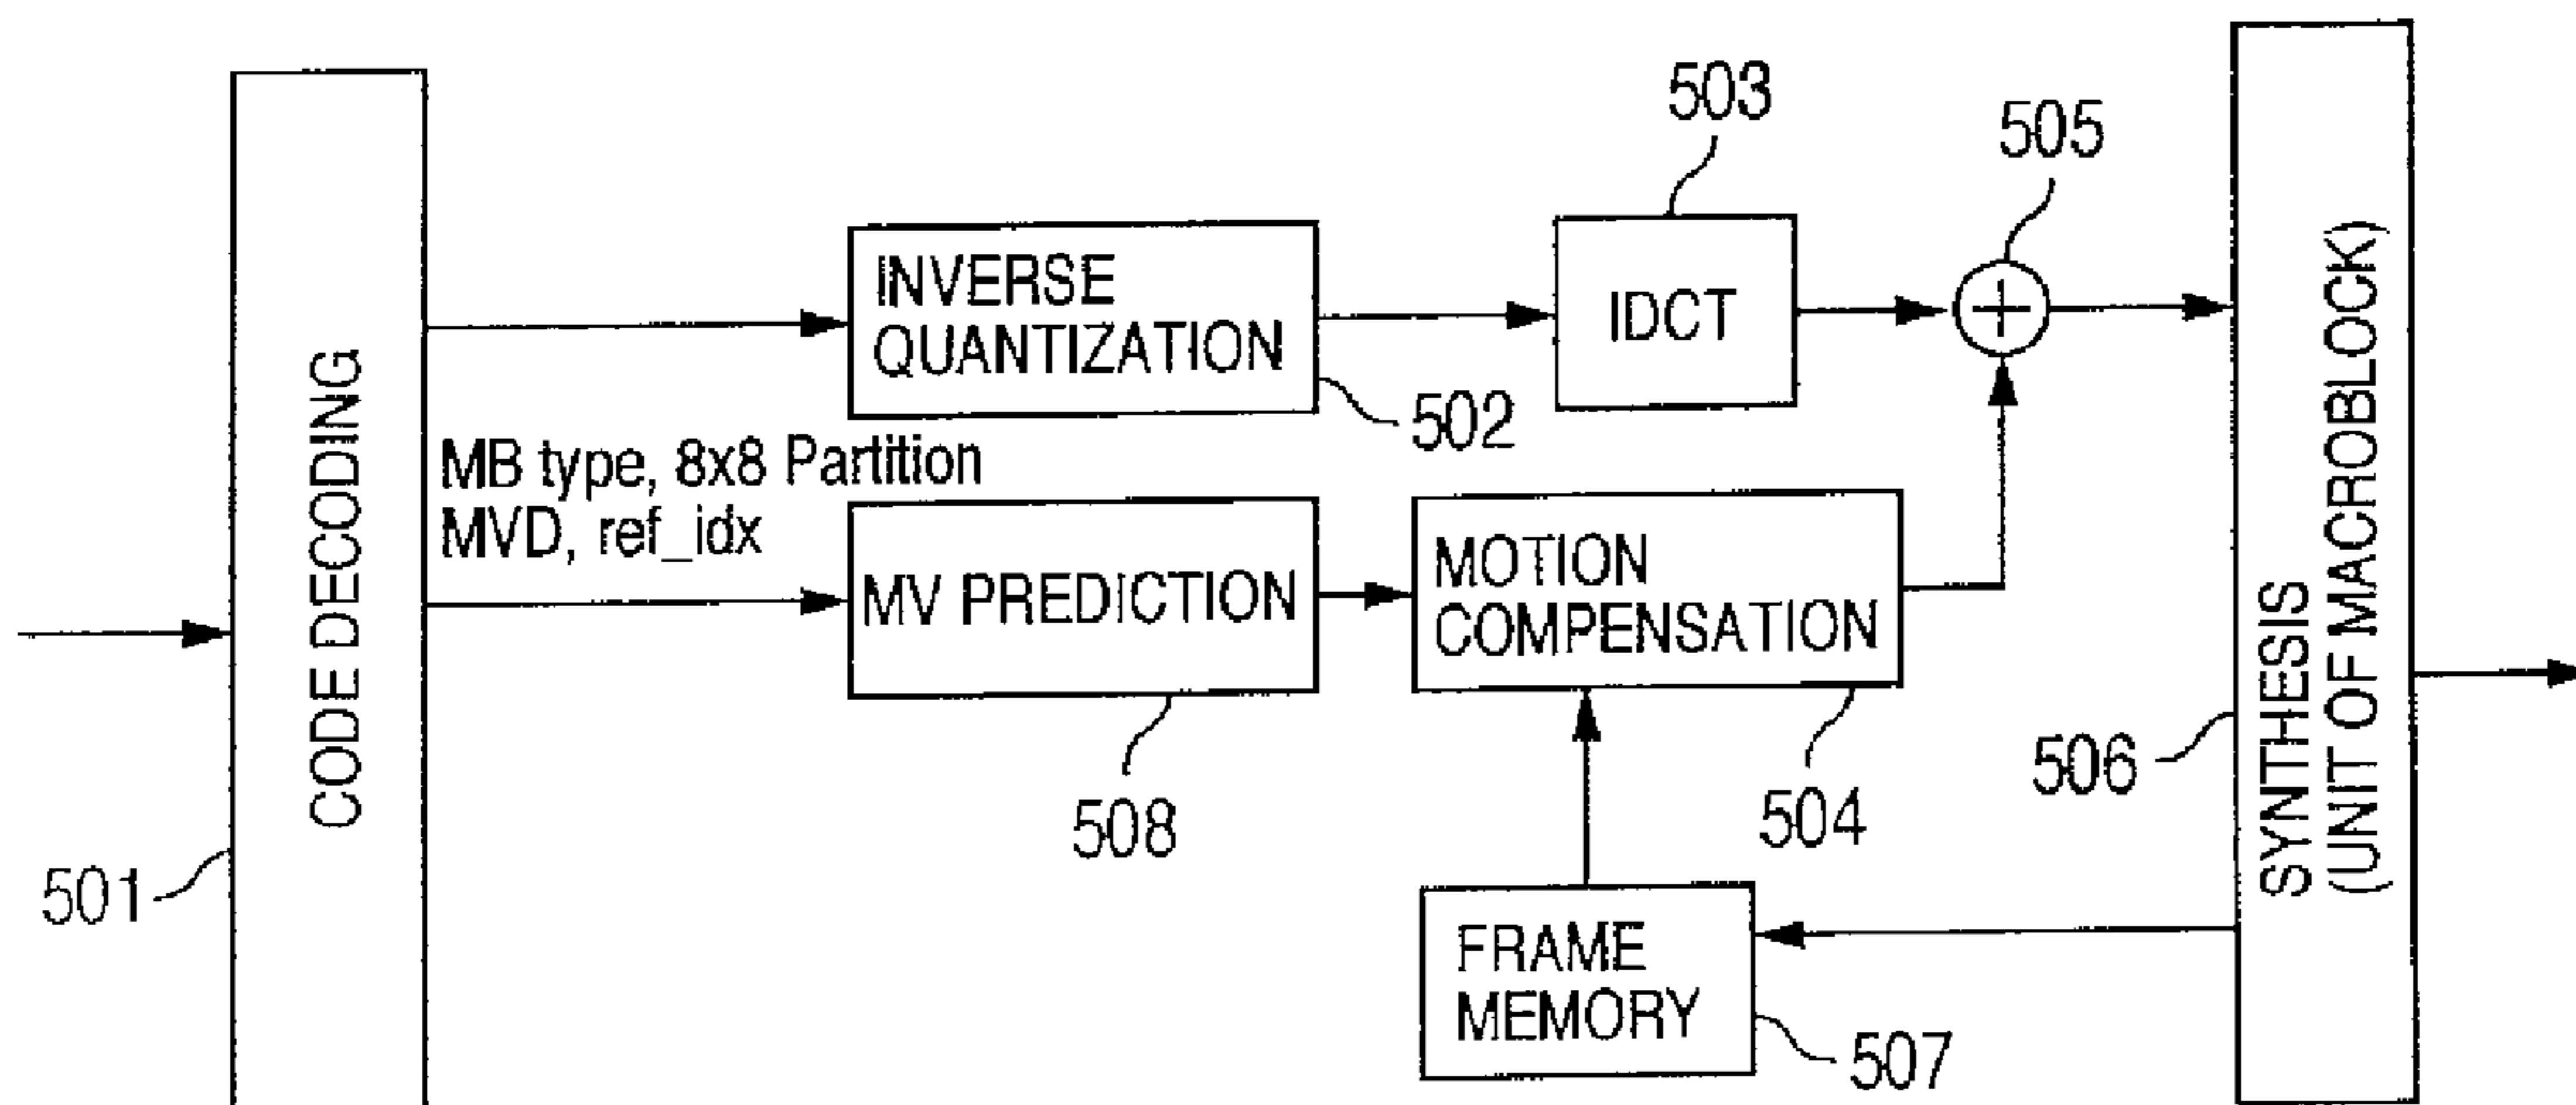 503
505
INVERSE
QUANTIZATION
502
IDCT
CODE DECODING
501
MB type, 8x8 Partition
MVD, ref_idx
MV PREDICTION
508
MOTION
COMPENSATION
504
FRAME
MEMORY
507
506
SYNTHESIS
(UNIT OF MACROBLOCK)